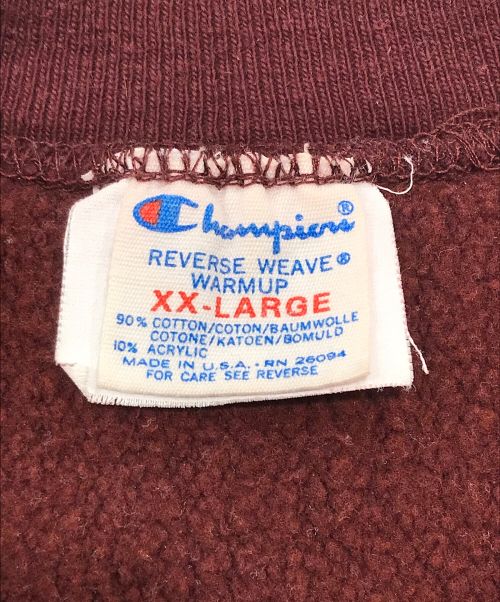 Champion®
REVERSE WEAVE®
WARMUP
XX-LARGE
90% COTTON/COTON/BAUMWOLLE
COTONE/KATOEN/BOMULD
10% ACRYLIC
MADE IN U.S.A. - RN 26094
FOR CARE SEE REVERSE